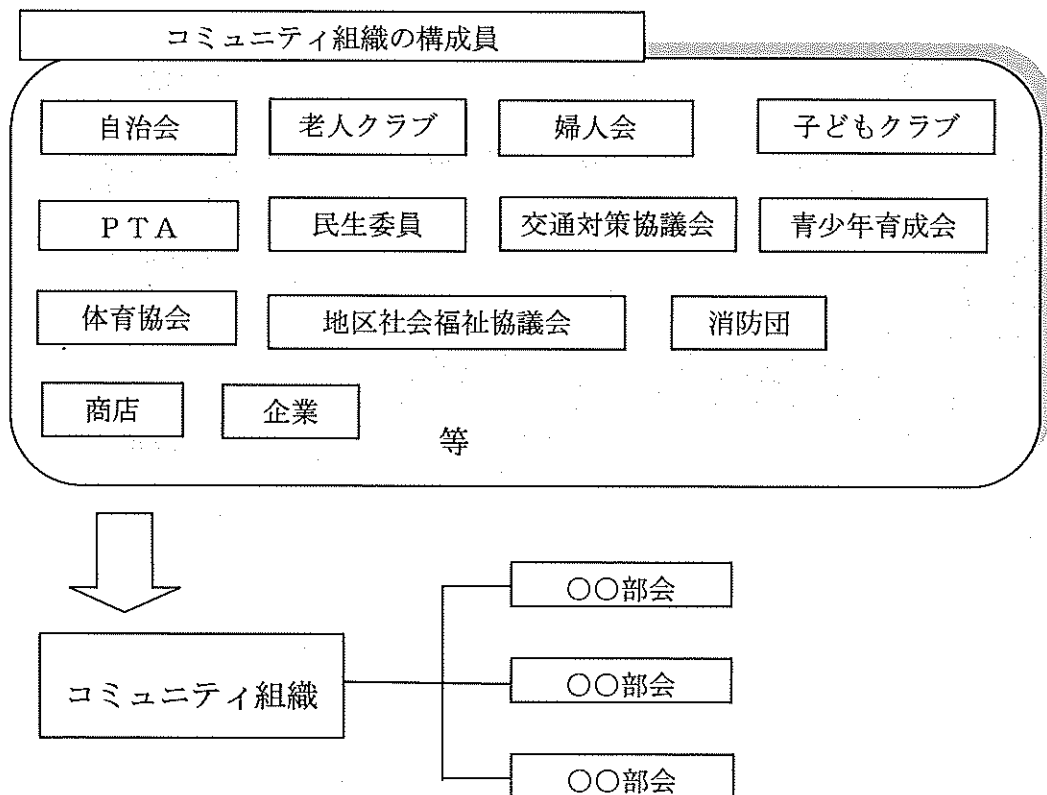 コミュニティ組織の構成員
自治会 老人クラブ 婦人会 子どもクラブ
ＰＴＡ 民生委員 交通対策協議会 青少年育成会
体育協会 地区社会福祉協議会 消防団
商店 企業 等
○○部会
コミュニティ組織 ○○部会
○○部会